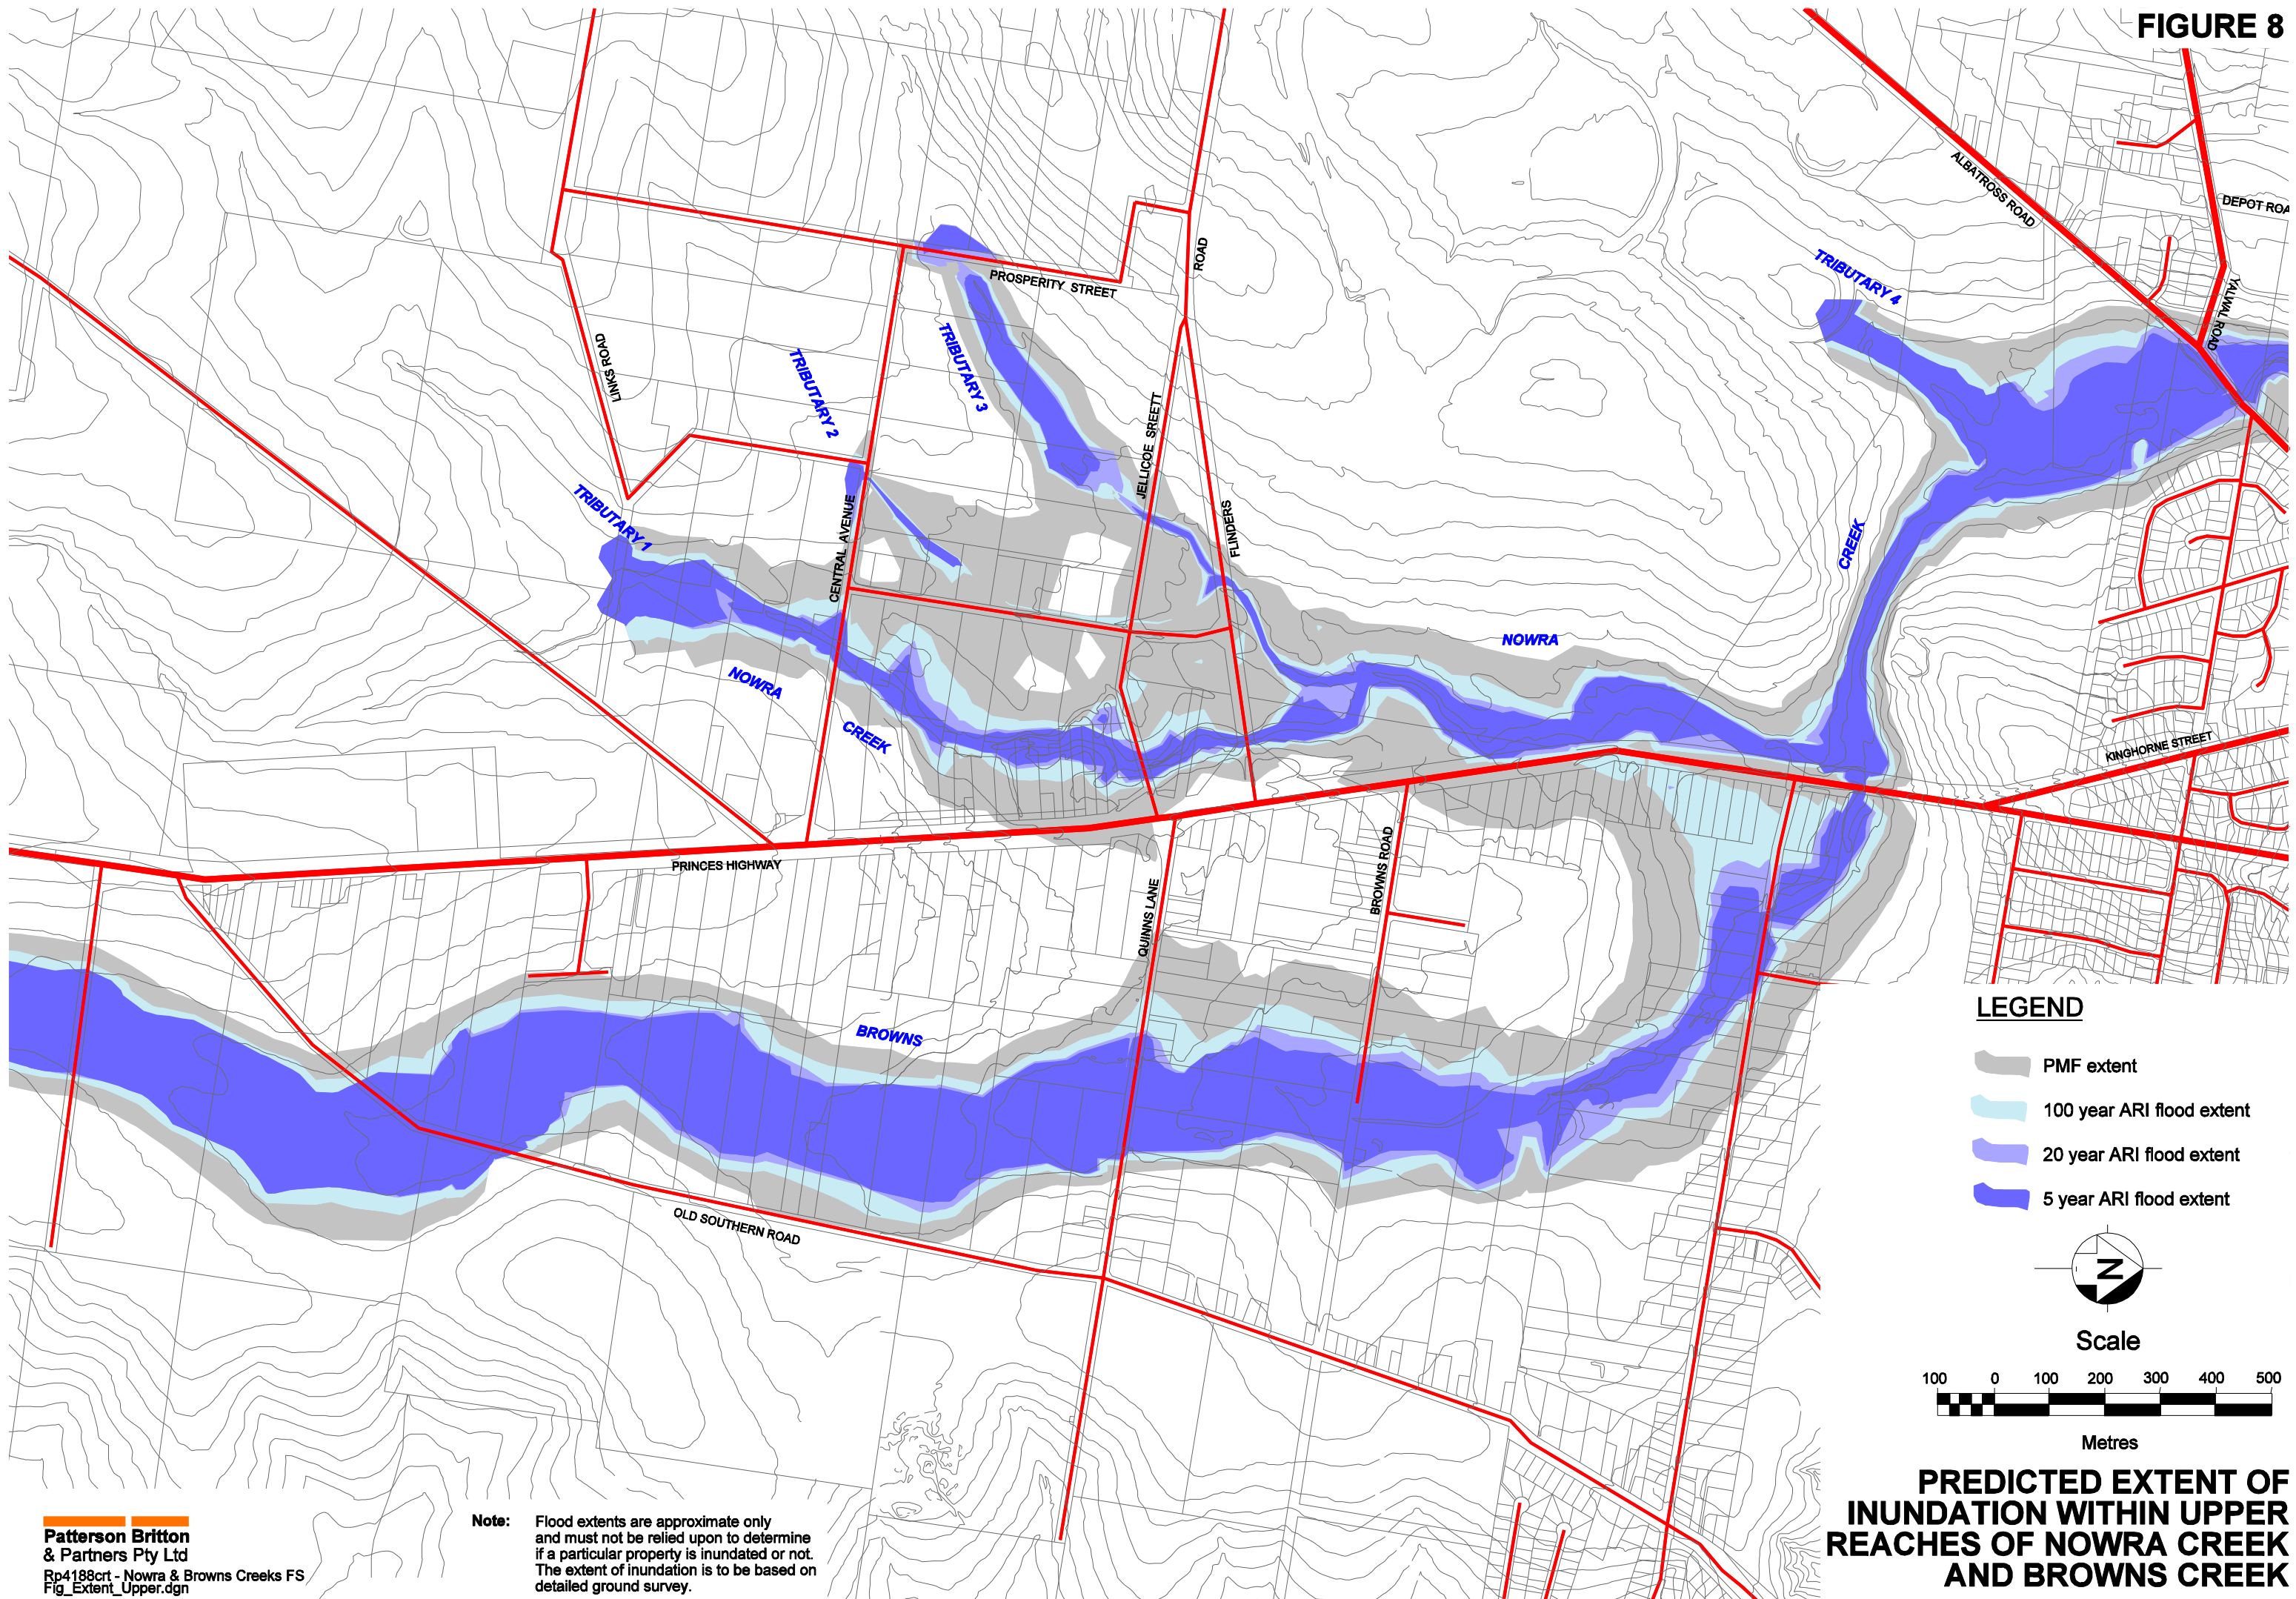 FIGURE 8
ALBATROSS ROAD
DEPOT ROA
YALWAL ROAD
TRIBUTARY 4
PROSPERITY STREET
ROAD
LINKS ROAD
TRIBUTARY 2
TRIBUTARY 3
JELLICOE SREETT
FLINDERS
TRIBUTARY 1
CENTRAL AVENUE
CREEK
NOWRA
NOWRA
CREEK
KINGHORNE STREET
PRINCES HIGHWAY
BROWNS ROAD
QUINNS LANE
BROWNS
OLD SOUTHERN ROAD
LEGEND
PMF extent
100 year ARI flood extent
20 year ARI flood extent
5 year ARI flood extent
N
Scale
100 0 100 200 300 400 500
Metres
PREDICTED EXTENT OF
INUNDATION WITHIN UPPER
REACHES OF NOWRA CREEK
AND BROWNS CREEK
Patterson Britton
& Partners Pty Ltd
Rp4188crt - Nowra & Browns Creeks FS
Fig_Extent_Upper.dgn
Note: Flood extents are approximate only
and must not be relied upon to determine
if a particular property is inundated or not.
The extent of inundation is to be based on
detailed ground survey.